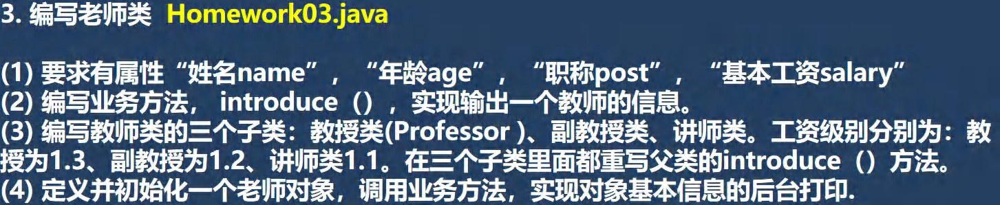 3. 编写老师类 Homework03.java
(1) 要求有属性“姓名name”，“年龄age”，“职称post”，“基本工资salary”
(2) 编写业务方法， introduce（），实现输出一个教师的信息。
(3) 编写教师类的三个子类：教授类(Professor )、副教授类、讲师类。工资级别分别为：教
授为1.3、副教授为1.2、讲师类1.1。在三个子类里面都重写父类的introduce（）方法。
(4) 定义并初始化一个老师对象，调用业务方法，实现对象基本信息的后台打印.